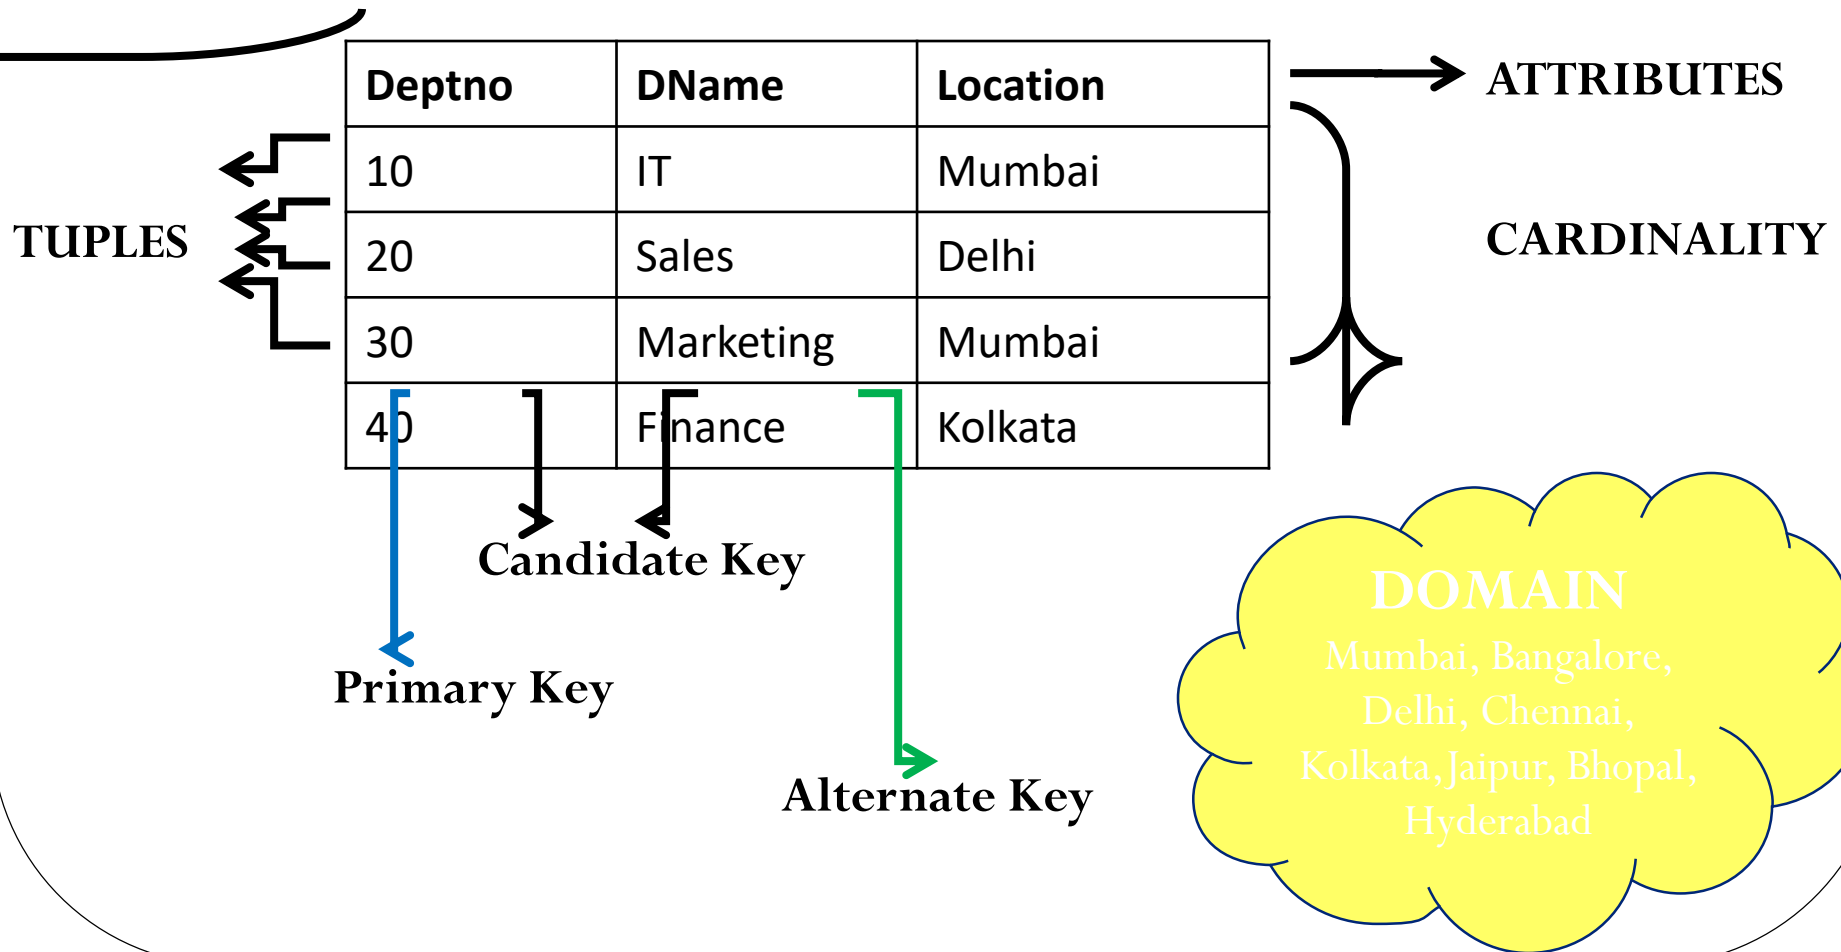 Deptno DName Location
ATTRIBUTES
10 IT Mumbai
TUPLES
20 Sales Delhi
CARDINALITY
30 Marketing Mumbai
40 Finance Kolkata
Candidate Key
Primary Key
Alternate Key
DOMAIN
Mumbai, Bangalore,
Delhi, Chennai,
Kolkata, Jaipur, Bhopal,
Hyderabad